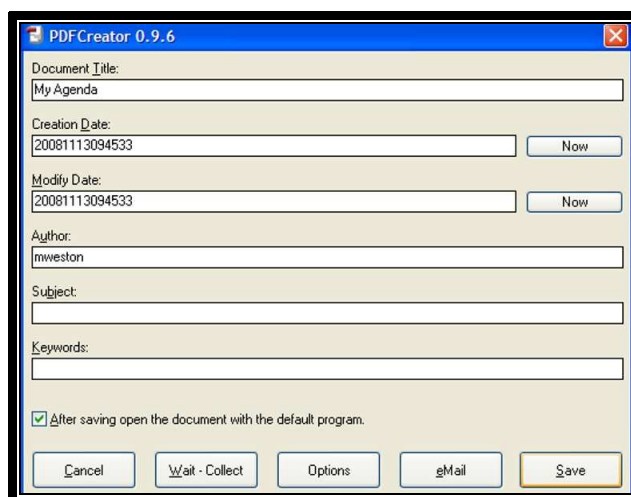 PDFCreator 0.9.6
Document Title:
My Agenda
Creation Date:
20081113094533
Now
Modify Date:
20081113094533
Now
Author:
mweston
Subject:
Keywords:
After saving open the document with the default program.
Cancel Wait - Collect Options eMail Save